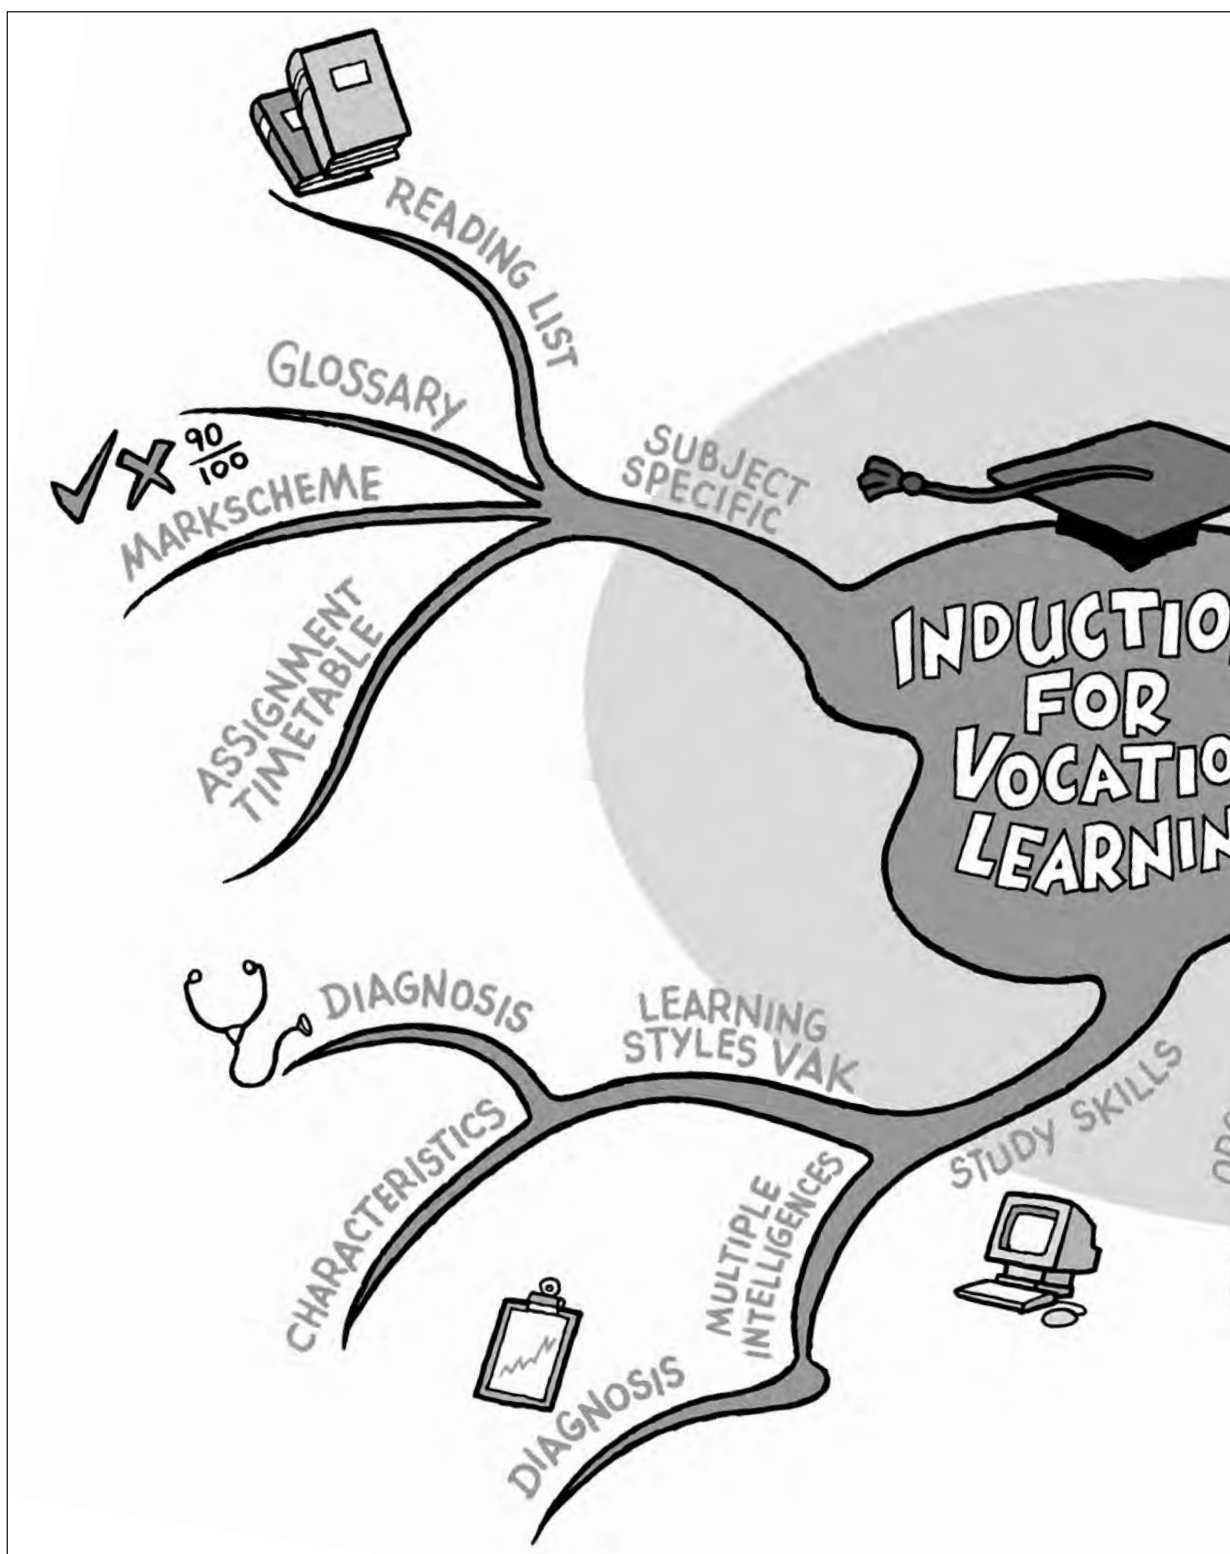 READING LIST
GLOSSARY
90
100
MARKSCHEME
ASSIGNMENT
TIMETABLE
SUBJECT
SPECIFIC
INDUCTIO
FOR
VOCATIO
LEARNIN
DIAGNOSIS
LEARNING
STYLES VAK
CHARACTERISTICS
MULTIPLE
INTELLIGENCES
DIAGNOSIS
STUDY SKILLS